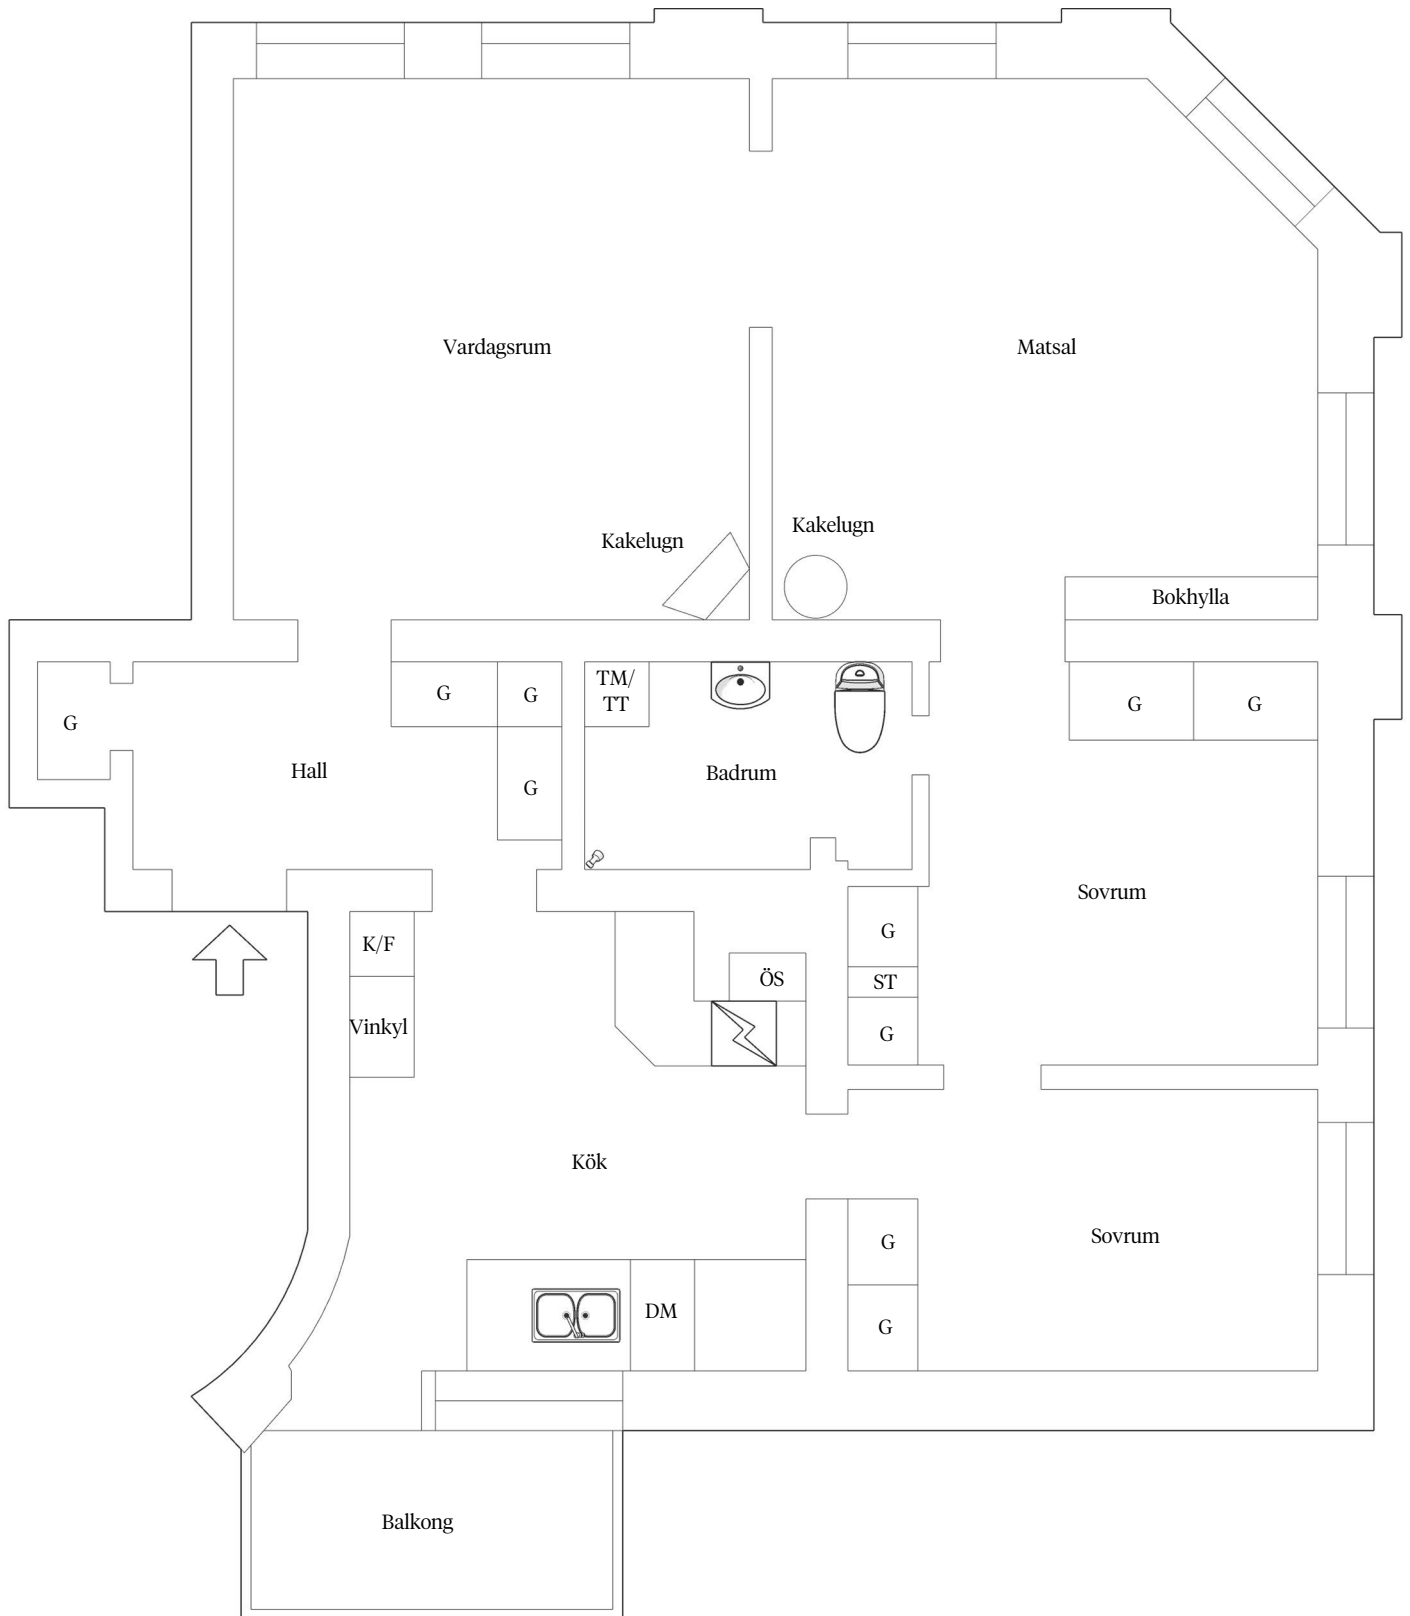 Vardagsrum
Matsal
Kakelugn
Kakelugn
Bokhylla
G
G
G
TM/
TT
G
G
G
Hall
Badrum
G
Sovrum
K/F
G
ÖS
ST
Vinkyl
G
Kök
Sovrum
G
DM
G
Balkong